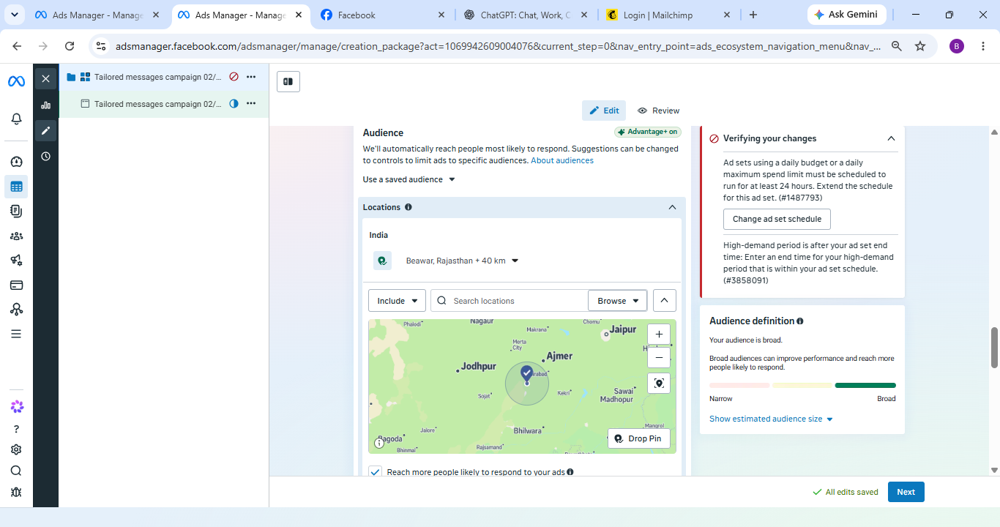 Ads Manager - Manage
Ads Manager - Manage
Facebook
ChatGPT: Chat, Work, C
Login | Mailchimp
Ask Gemini
adsmanager.facebook.com/adsmanager/manage/creation_package?act=1069942609004076&current_step=0&nav_entry_point=ads_ecosystem_navigation_menu&nav_...
B
Tailored messages campaign 02/...
Tailored messages campaign 02/...
Edit
Review
Audience
Advantage+ on
We'll automatically reach people most likely to respond. Suggestions can be changed
to controls to limit ads to specific audiences. About audiences
Use a saved audience
Locations
India
Beawar, Rajasthan + 40 km
Include
Search locations
Browse
Phalodi
Nagaur
Makrana
Chomu
Jaipur
Merta
City
Ajmer
Jodhpur
Sojat
Kekri
Sawai
Madhopur
Jalore
Bhilwara
Mangrol
Bagoda
Bhinmal
Rajsamand
Drop Pin
Reach more people likely to respond to your ads
Verifying your changes
Ad sets using a daily budget or a daily
maximum spend limit must be scheduled to
run for at least 24 hours. Extend the schedule
for this ad set. (#1487793)
Change ad set schedule
High-demand period is after your ad set end
time: Enter an end time for your high-demand
period that is within your ad set schedule.
(#3858091)
Audience definition
Your audience is broad.
Broad audiences can improve performance and reach more
people likely to respond.
Narrow
Broad
Show estimated audience size
All edits saved
Next